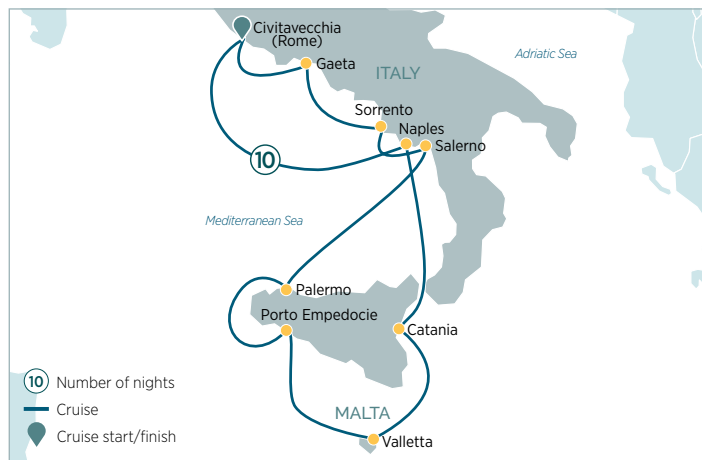 Civitavecchia
(Rome)
Adriatic Sea
Gaeta
ITALY
Sorrento
Naples
Salerno
10
Mediterranean Sea
Palermo
Porto Empedocie
Catania
10 Number of nights
Cruise
Cruise start/finish
MALTA
Valletta